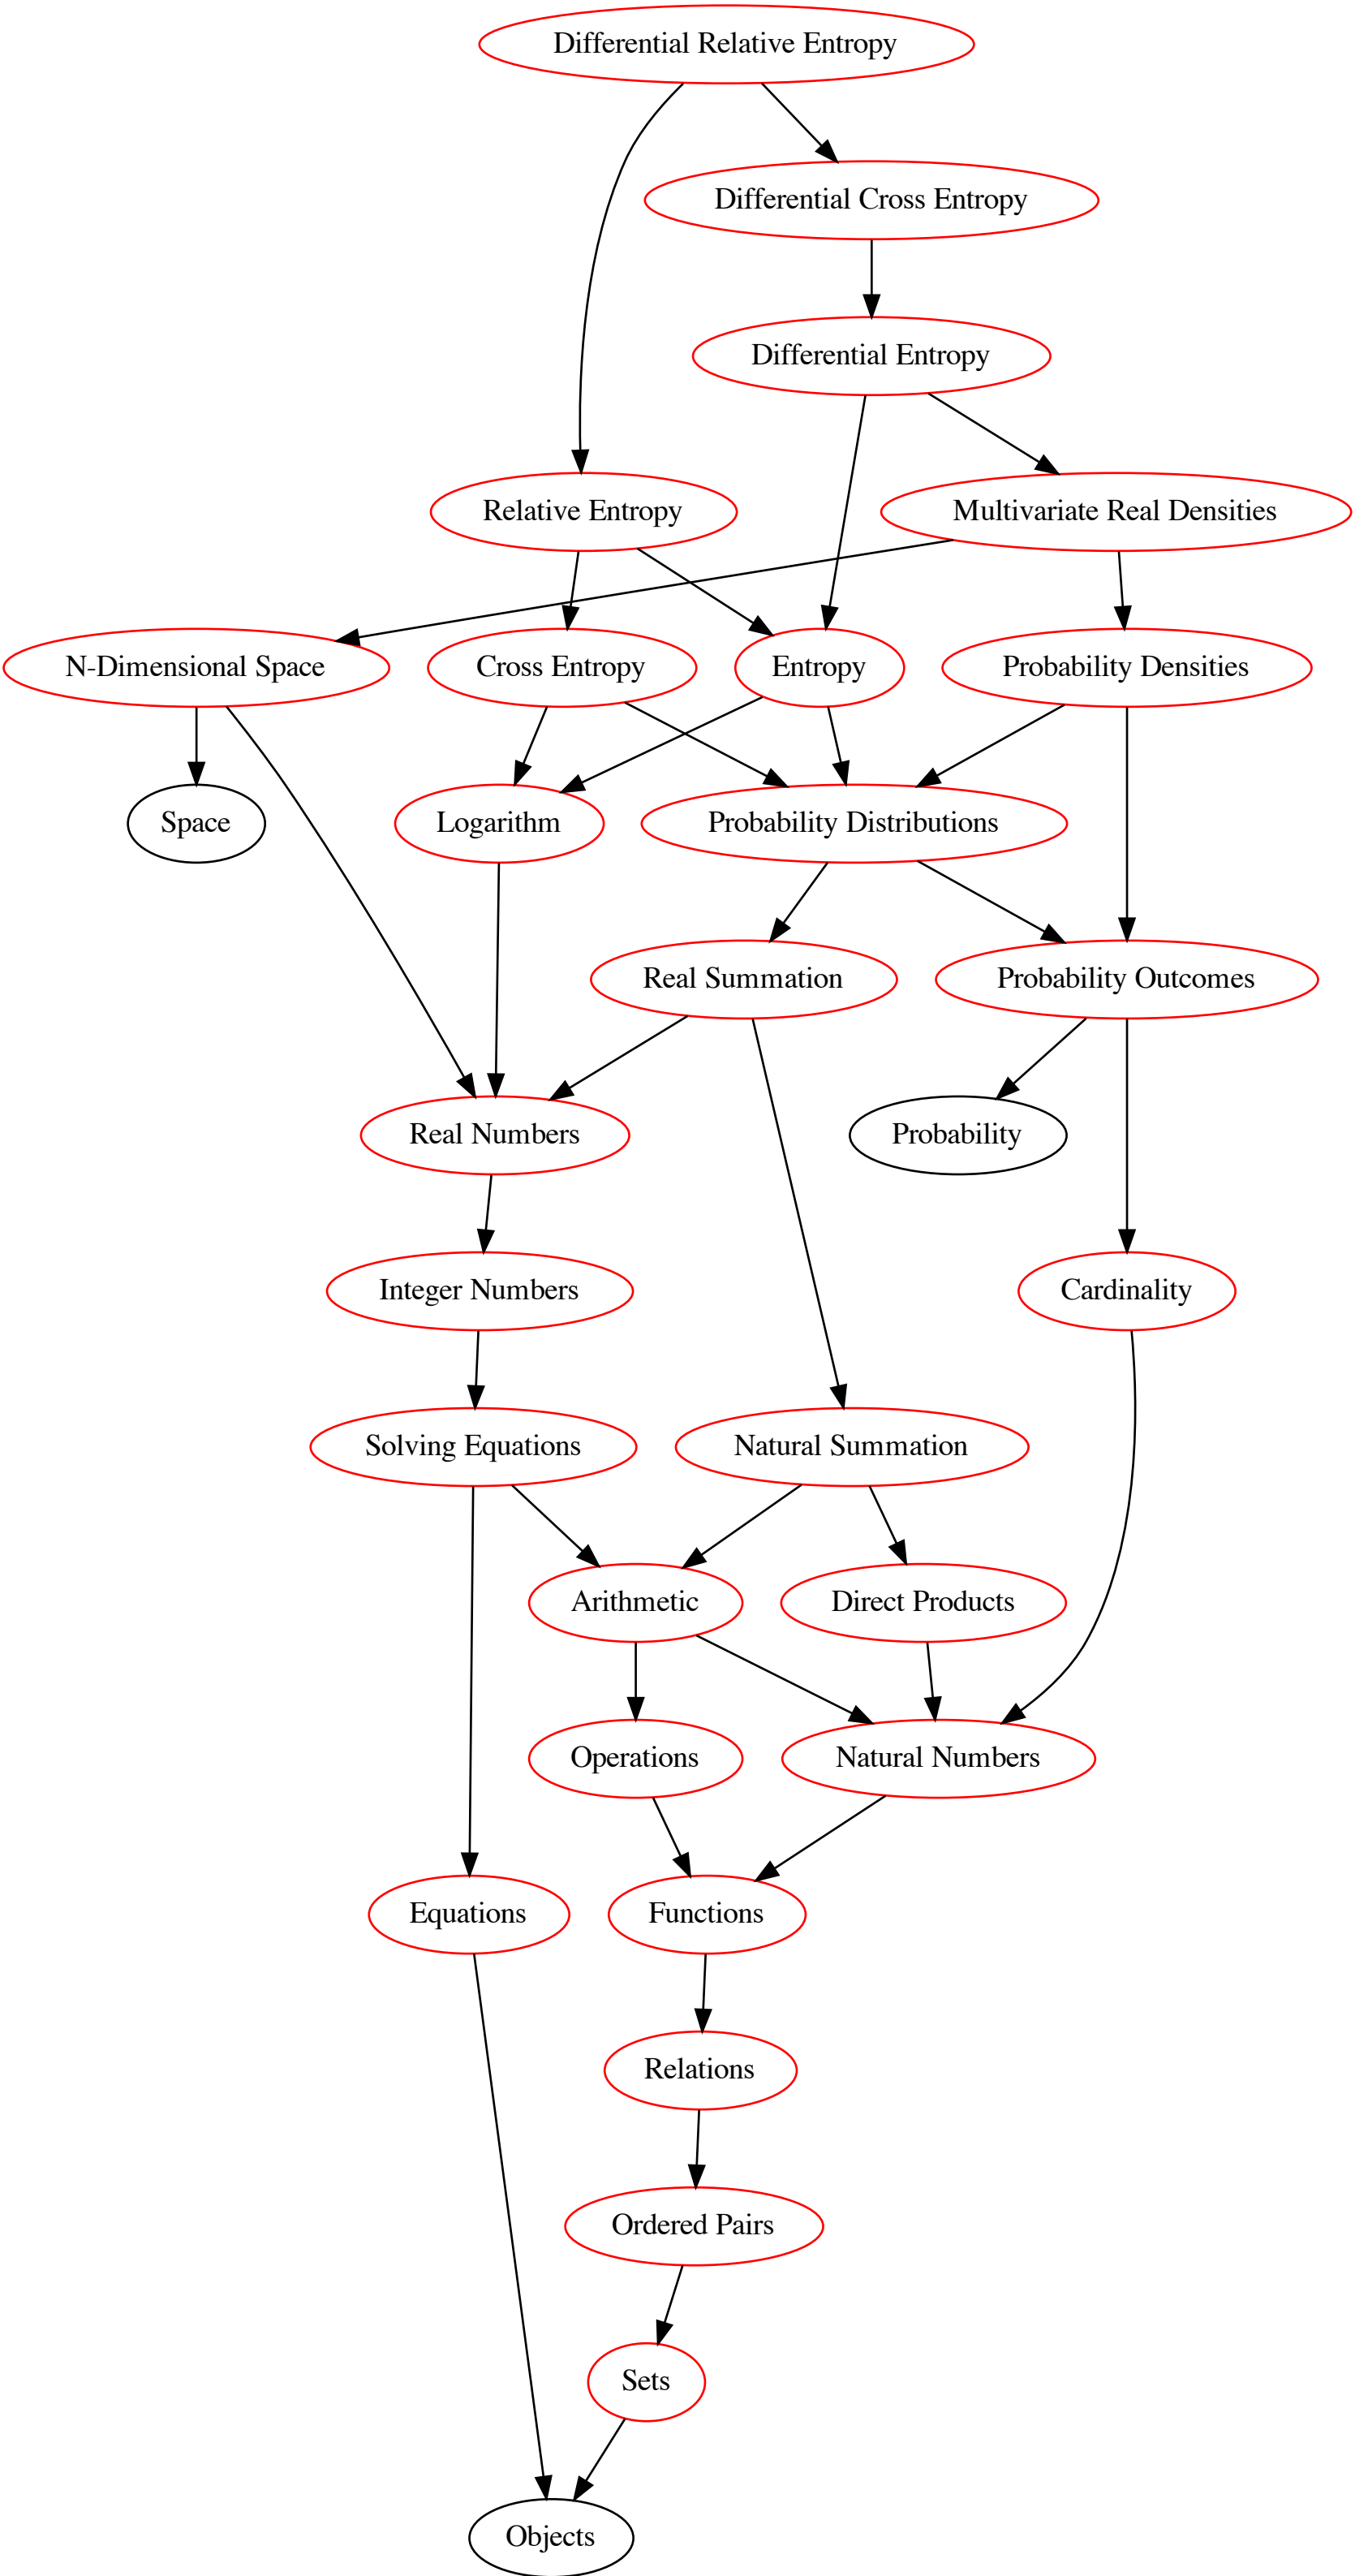 Differential Relative Entropy
Differential Cross Entropy
Differential Entropy
Relative Entropy
Multivariate Real Densities
N-Dimensional Space
Cross Entropy
Entropy
Probability Densities
Space
Logarithm
Probability Distributions
Real Summation
Probability Outcomes
Real Numbers
Probability
Integer Numbers
Cardinality
Solving Equations
Natural Summation
Arithmetic
Direct Products
Operations
Natural Numbers
Equations
Functions
Relations
Ordered Pairs
Sets
Objects